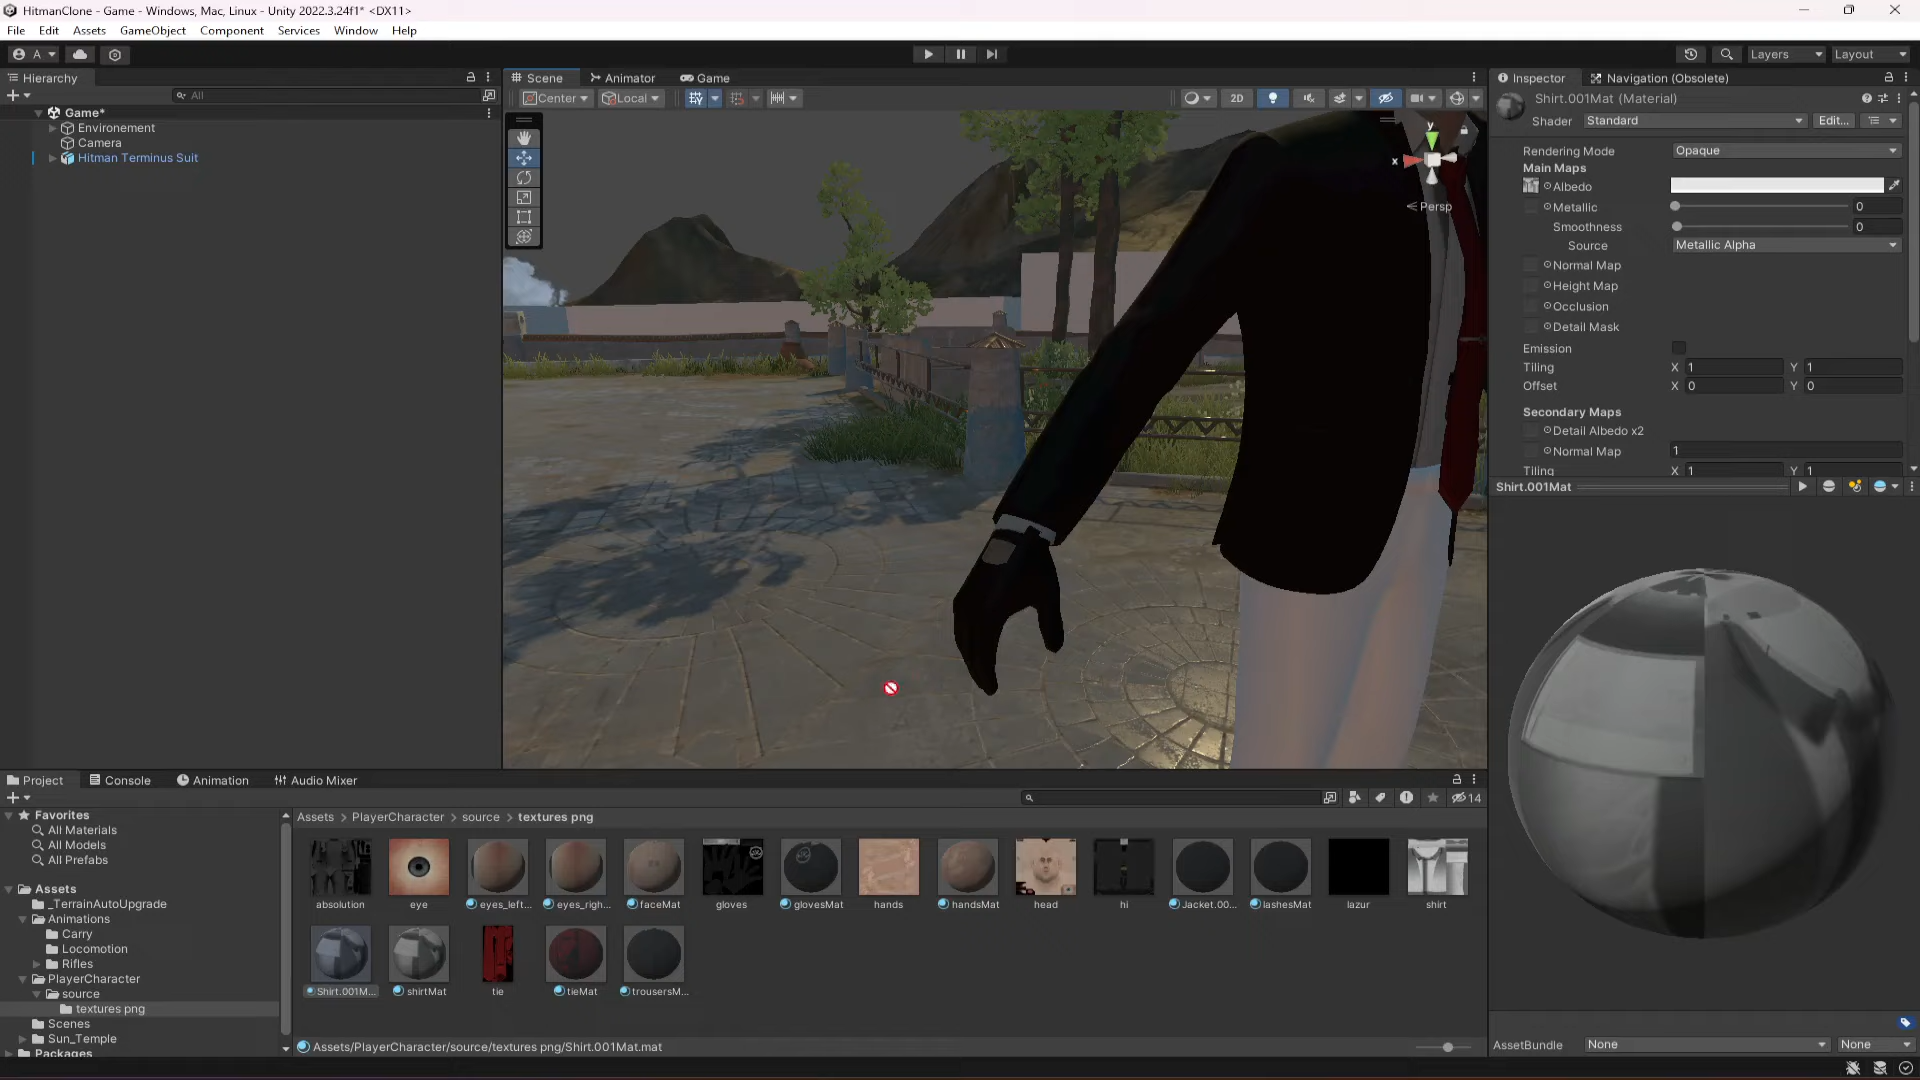 HitmanClone - Game - Windows, Mac, Linux - Unity 2022.3.24f1* <DX11>
File Edit Assets GameObject Component Services Window Help
A Layers Layout
Hierarchy
All
Game*
Environement
Camera
Hitman Terminus Suit
Scene Animator Game
Center Local 2D
y
x
Persp
Inspector Navigation (Obsolete)
Shirt.001Mat (Material)
Shader Standard Edit...
Rendering Mode Opaque
Main Maps
Albedo
Metallic 0
Smoothness 0
Source Metallic Alpha
Normal Map
Height Map
Occlusion
Detail Mask
Emission
Tiling X 1 Y 1
Offset X 0 Y 0
Secondary Maps
Detail Albedo x2
Normal Map 1
Tiling X 1 Y 1
Shirt.001Mat
AssetBundle None None
Project Console Animation Audio Mixer
14
Favorites
All Materials
All Models
All Prefabs
Assets
_TerrainAutoUpgrade
Animations
Carry
Locomotion
Rifles
PlayerCharacter
source
textures png
Scenes
Sun_Temple
Packages
Assets > PlayerCharacter > source > textures png
absolution eye eyes_left... eyes_righ... faceMat gloves glovesMat hands handsMat head hi Jacket.00... lashesMat lazur shirt
Shirt.001M... shirtMat tie tieMat trousersM...
Assets/PlayerCharacter/source/textures png/Shirt.001Mat.mat